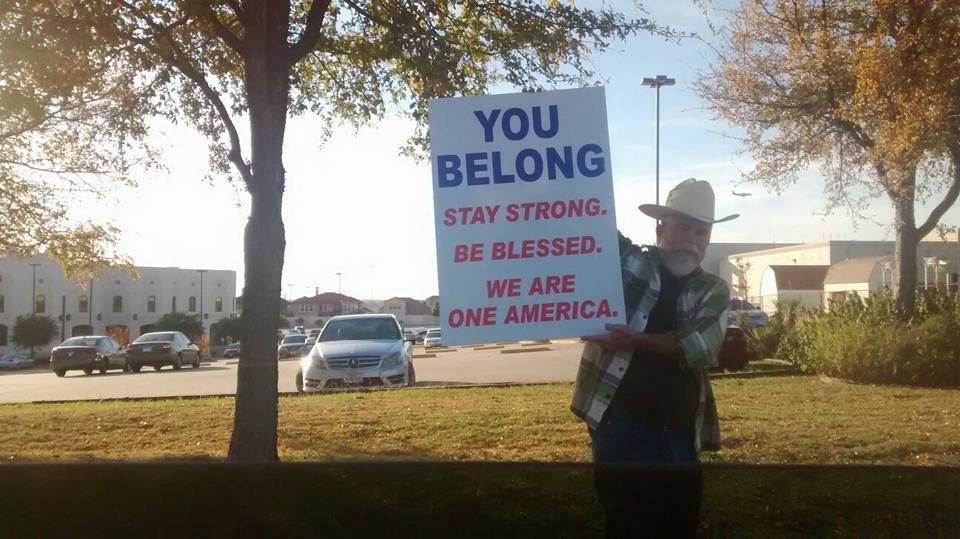 YOU
BELONG
STAY STRONG.
BE BLESSED.
WE ARE
ONE AMERICA.